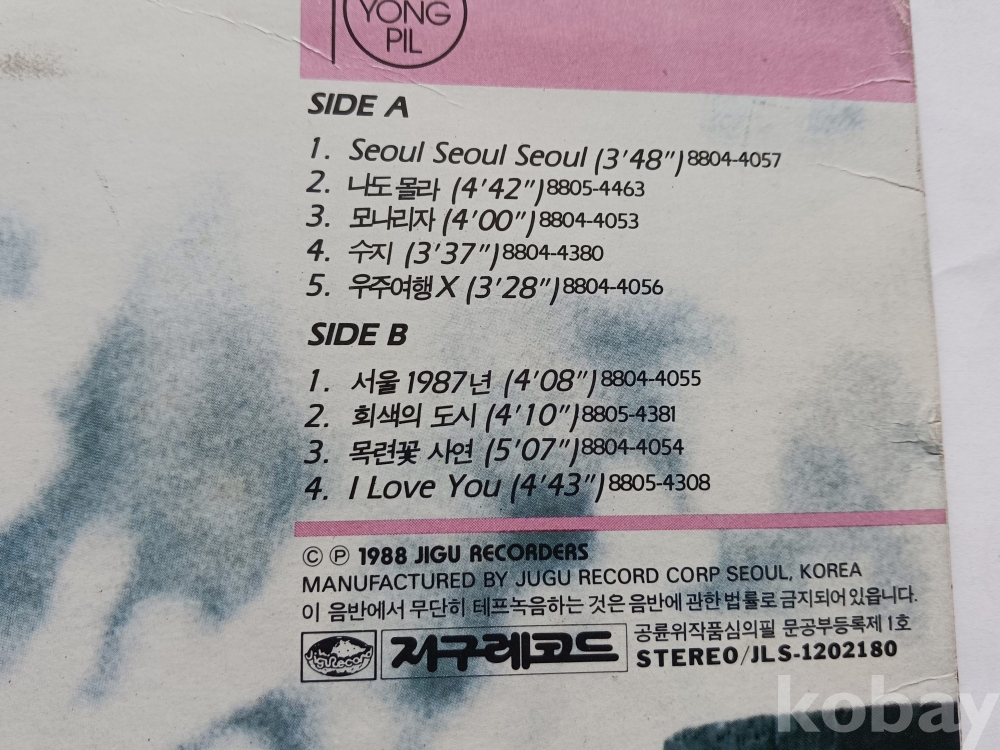 YONG
PIL
SIDE A
1. Seoul Seoul Seoul (3'48") 8804-4057
2. 나도 몰라 (4'42") 8805-4463
3. 모나리자 (4'00") 8804-4053
4. 수지 (3'37") 8804-4380
5. 우주여행 X (3'28") 8804-4056
SIDE B
1. 서울 1987년 (4'08") 8804-4055
2. 회색의 도시 (4'10") 8805-4381
3. 목련꽃 사연 (5'07") 8804-4054
4. I Love You (4'43") 8805-4308
© ℗ 1988 JIGU RECORDERS
MANUFACTURED BY JUGU RECORD CORP SEOUL, KOREA
이 음반에서 무단히 테프녹음하는 것은 음반에 관한 법률로 금지되어 있읍니다.
Jigu Record 지구레코드 공륜위작품심의필 문공부등록제 1호
STEREO/JLS-1202180
kobay